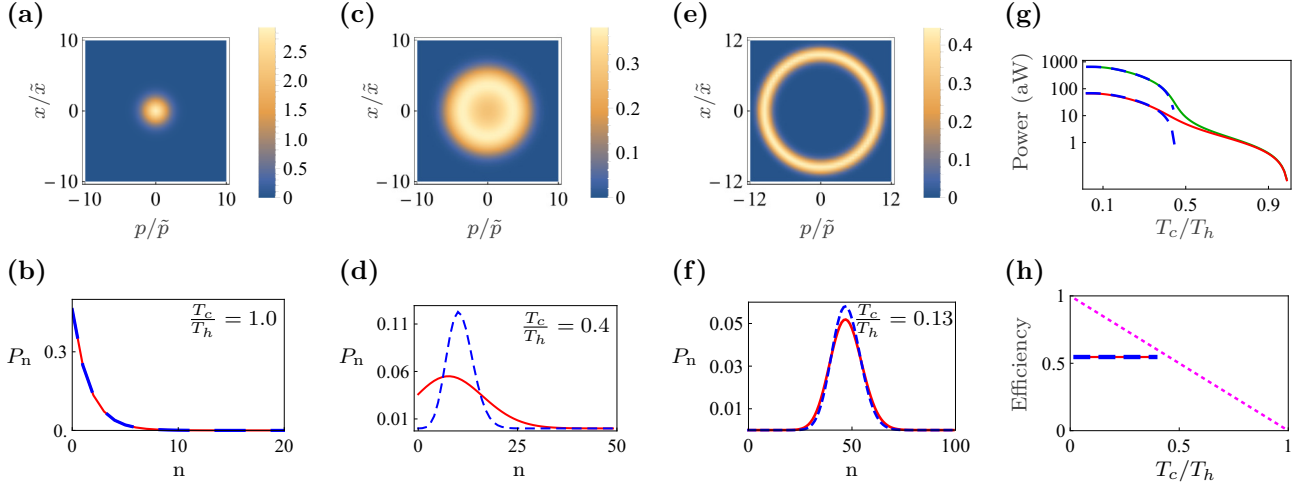 (a)
10
x/x̃
0
−10
−10 0 10
p/p̃
2.5
2.0
1.5
1.0
0.5
0
(c)
10
x/x̃
0
−10
−10 0 10
p/p̃
0.3
0.2
0.1
0
(e)
12
x/x̃
0
−12
−12 0 12
p/p̃
0.4
0.3
0.2
0.1
0
(g)
Power (aW)
1000
100
10
1
0.1 0.5 0.9
T_c/T_h
(b)
P_n
0.3
0.
0 10 20
n
T_c/T_h = 1.0
(d)
P_n
0.11
0.07
0.04
0.01
0 25 50
n
T_c/T_h = 0.4
(f)
P_n
0.05
0.03
0.01
0 50 100
n
T_c/T_h = 0.13
(h)
Efficiency
1
0.5
0
0 0.5 1
T_c/T_h